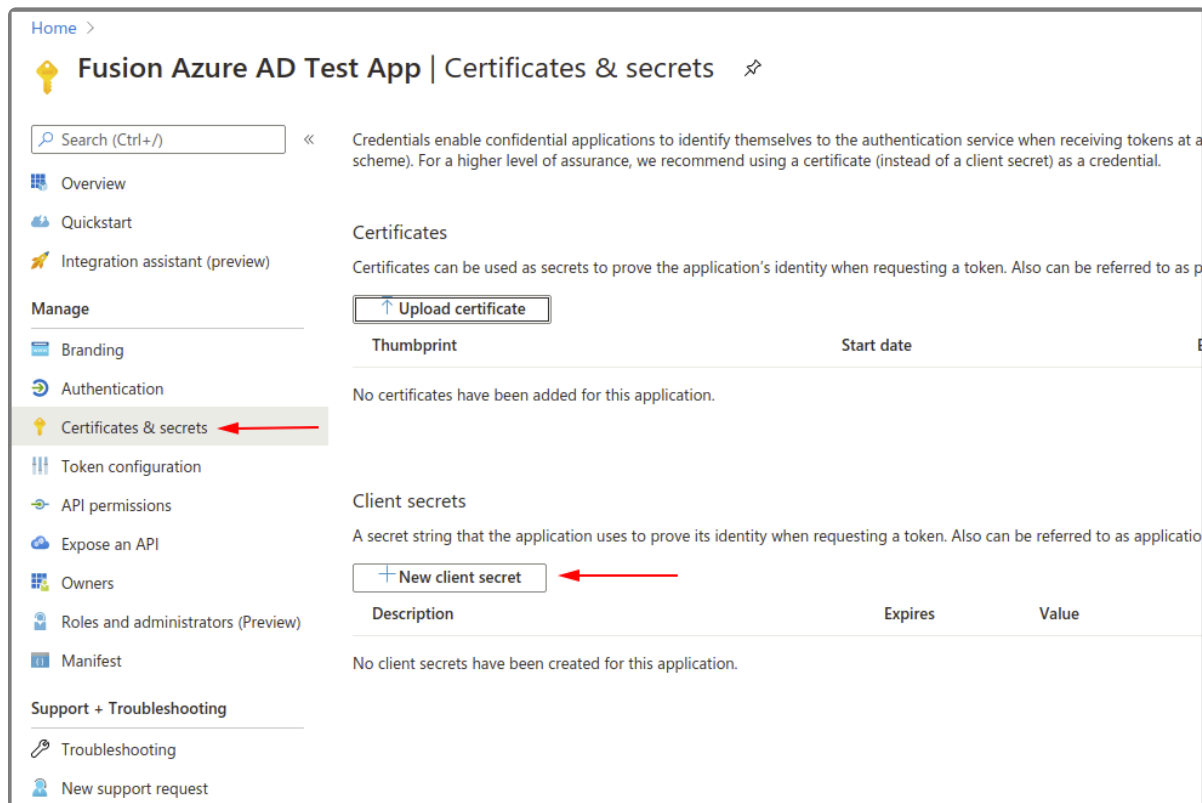 Home >
Fusion Azure AD Test App | Certificates & secrets
Search (Ctrl+/)
«
Overview
Quickstart
Integration assistant (preview)
Manage
Branding
Authentication
Certificates & secrets
Token configuration
API permissions
Expose an API
Owners
Roles and administrators (Preview)
Manifest
Support + Troubleshooting
Troubleshooting
New support request
Credentials enable confidential applications to identify themselves to the authentication service when receiving tokens at a
scheme). For a higher level of assurance, we recommend using a certificate (instead of a client secret) as a credential.
Certificates
Certificates can be used as secrets to prove the application's identity when requesting a token. Also can be referred to as p
Upload certificate
Thumbprint Start date E
No certificates have been added for this application.
Client secrets
A secret string that the application uses to prove its identity when requesting a token. Also can be referred to as applicatio
New client secret
Description Expires Value
No client secrets have been created for this application.